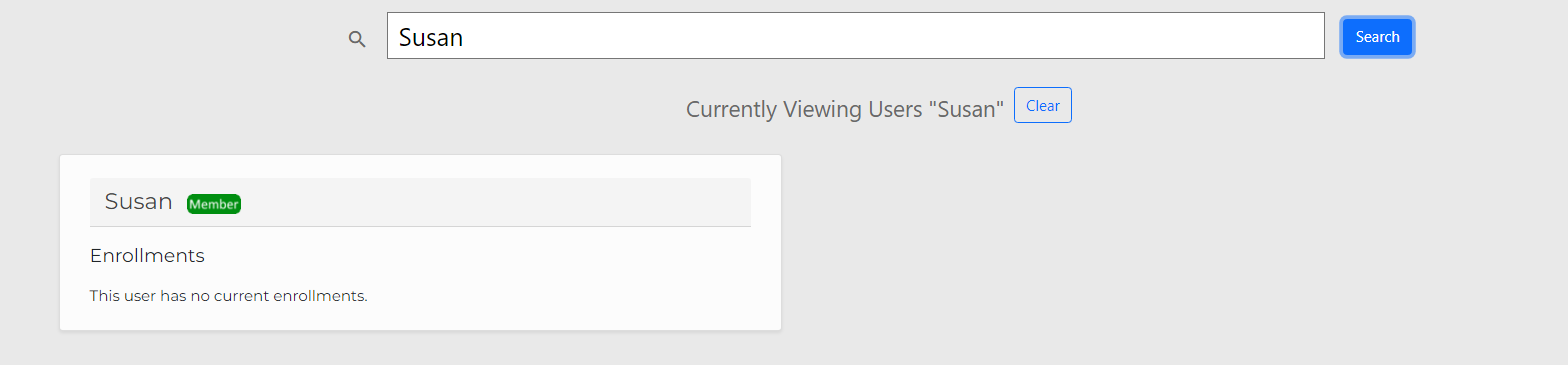 Susan Search
Currently Viewing Users "Susan" Clear
Susan Member
Enrollments
This user has no current enrollments.